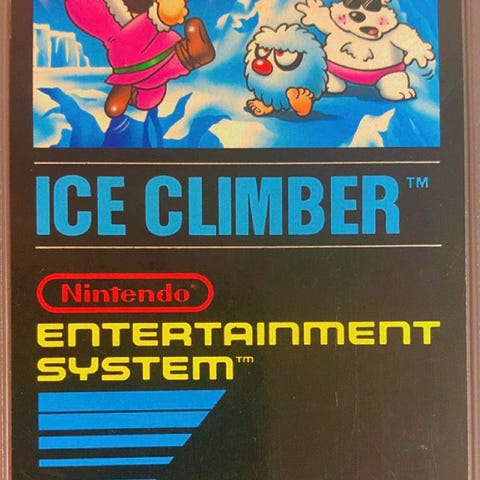 ICE CLIMBER™
Nintendo®
ENTERTAINMENT
SYSTEM™